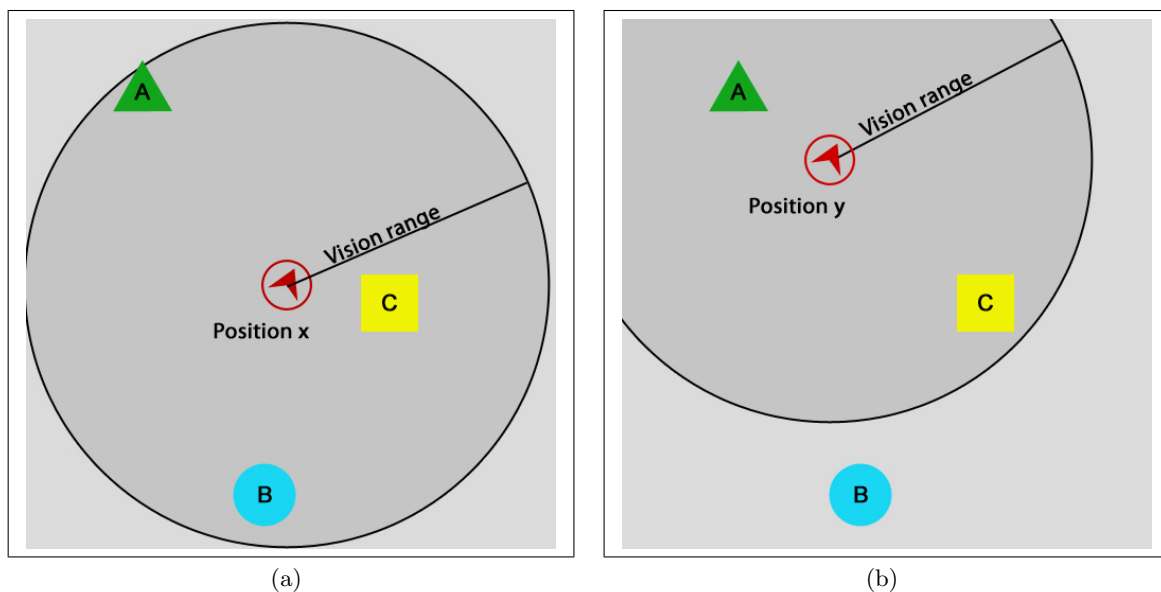 A
Vision range
C
Position x
B
(a)
A
Vision range
Position y
C
B
(b)